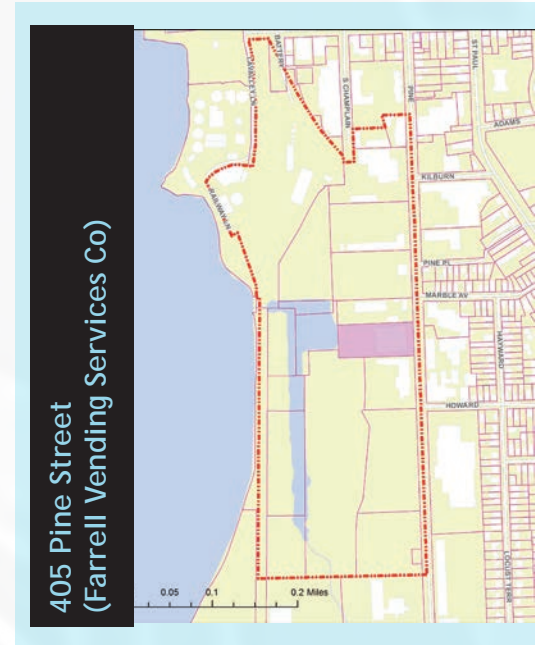 405 Pine Street
(Farrell Vending Services Co)
LAVALLEY LN
BATTERY
S CHAMPLAIN
PINE
ST PAUL
ADAMS
KILBURN
RAILWAY LN
PINE PL
MARBLE AV
HAYWARD
HOWARD
LOCUST TERR
0.05 0.1 0.2 Miles